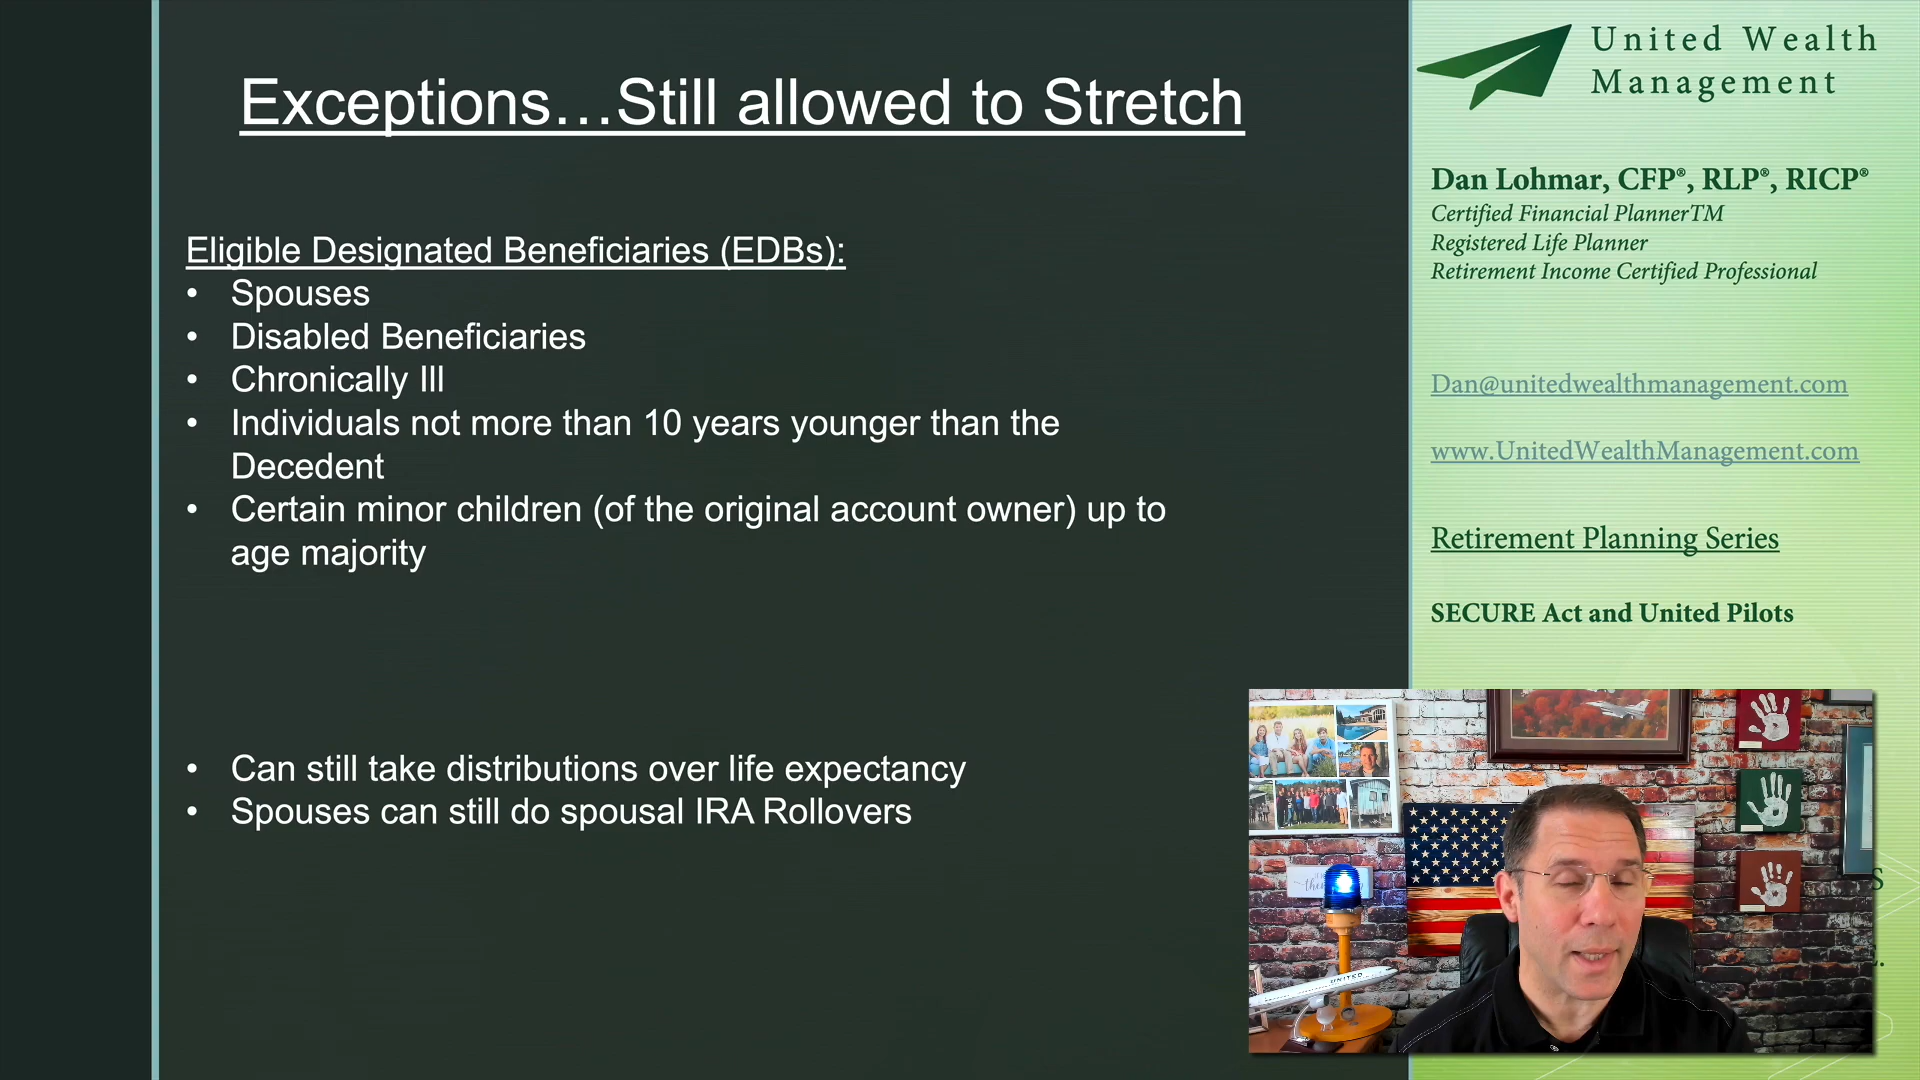 Exceptions…Still allowed to Stretch
Eligible Designated Beneficiaries (EDBs):
• Spouses
• Disabled Beneficiaries
• Chronically Ill
• Individuals not more than 10 years younger than the
Decedent
• Certain minor children (of the original account owner) up to
age majority
• Can still take distributions over life expectancy
• Spouses can still do spousal IRA Rollovers
United Wealth
Management
Dan Lohmar, CFP®, RLP®, RICP®
Certified Financial PlannerTM
Registered Life Planner
Retirement Income Certified Professional
Dan@unitedwealthmanagement.com
www.UnitedWealthManagement.com
Retirement Planning Series
SECURE Act and United Pilots
UNITED